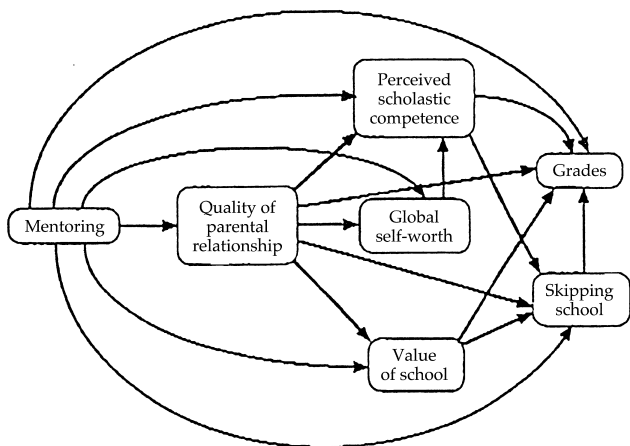 Perceived
scholastic
competence
Grades
Mentoring
Quality of
parental
relationship
Global
self-worth
Skipping
school
Value
of school